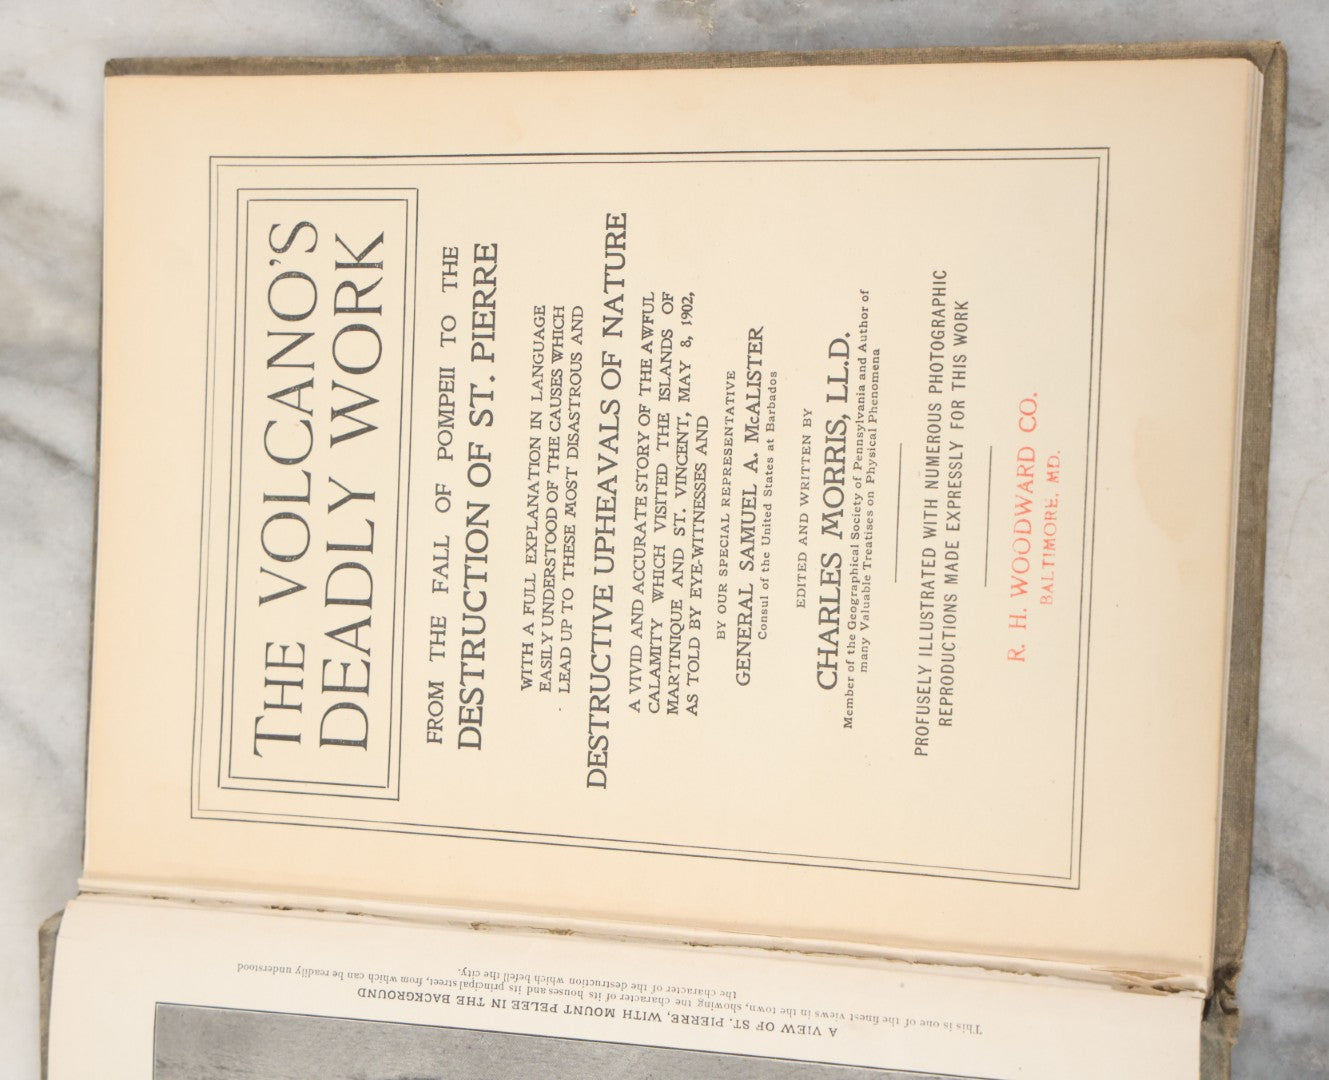 THE VOLCANO'S
DEADLY WORK
FROM THE FALL OF POMPEII TO THE
DESTRUCTION OF ST. PIERRE
WITH A FULL EXPLANATION IN LANGUAGE
EASILY UNDERSTOOD OF THE CAUSES WHICH
LEAD UP TO THESE MOST DISASTROUS AND
DESTRUCTIVE UPHEAVALS OF NATURE
A VIVID AND ACCURATE STORY OF THE AWFUL
CALAMITY WHICH VISITED THE ISLANDS OF
MARTINIQUE AND ST. VINCENT, MAY 8, 1902,
AS TOLD BY EYE-WITNESSES AND
BY OUR SPECIAL REPRESENTATIVE
GENERAL SAMUEL A. McALISTER
Consul of the United States at Barbados
EDITED AND WRITTEN BY
CHARLES MORRIS, LL.D.
Member of the Geographical Society of Pennsylvania and Author of
many Valuable Treatises on Physical Phenomena
PROFUSELY ILLUSTRATED WITH NUMEROUS PHOTOGRAPHIC
REPRODUCTIONS MADE EXPRESSLY FOR THIS WORK
R. H. WOODWARD CO.
BALTIMORE, MD.
A VIEW OF ST. PIERRE, WITH MOUNT PELEE IN THE BACKGROUND
This is one of the finest views in the town, showing the character of its houses and its principal street, from which can be readily understood
the character of the destruction which befell the city.